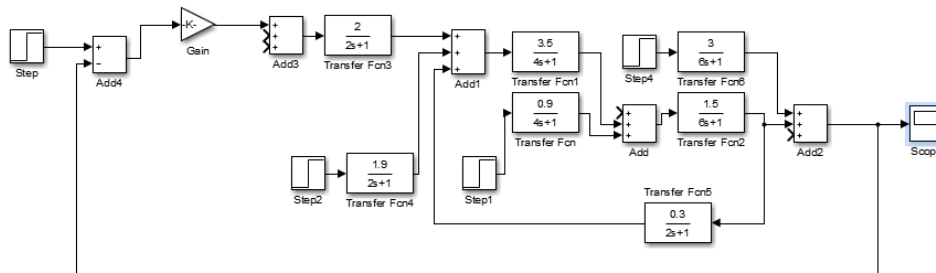 Step
+
−
Add4
-K-
Gain
+
+
+
Add3
2
2s+1
Transfer Fcn3
+
+
+
Add1
3.5
4s+1
Transfer Fcn1
Step4
3
6s+1
Transfer Fcn6
0.9
4s+1
Transfer Fcn
+
+
+
Add
1.5
6s+1
Transfer Fcn2
+
+
+
Add2
Scop
Step2
1.9
2s+1
Transfer Fcn4
Step1
Transfer Fcn5
0.3
2s+1